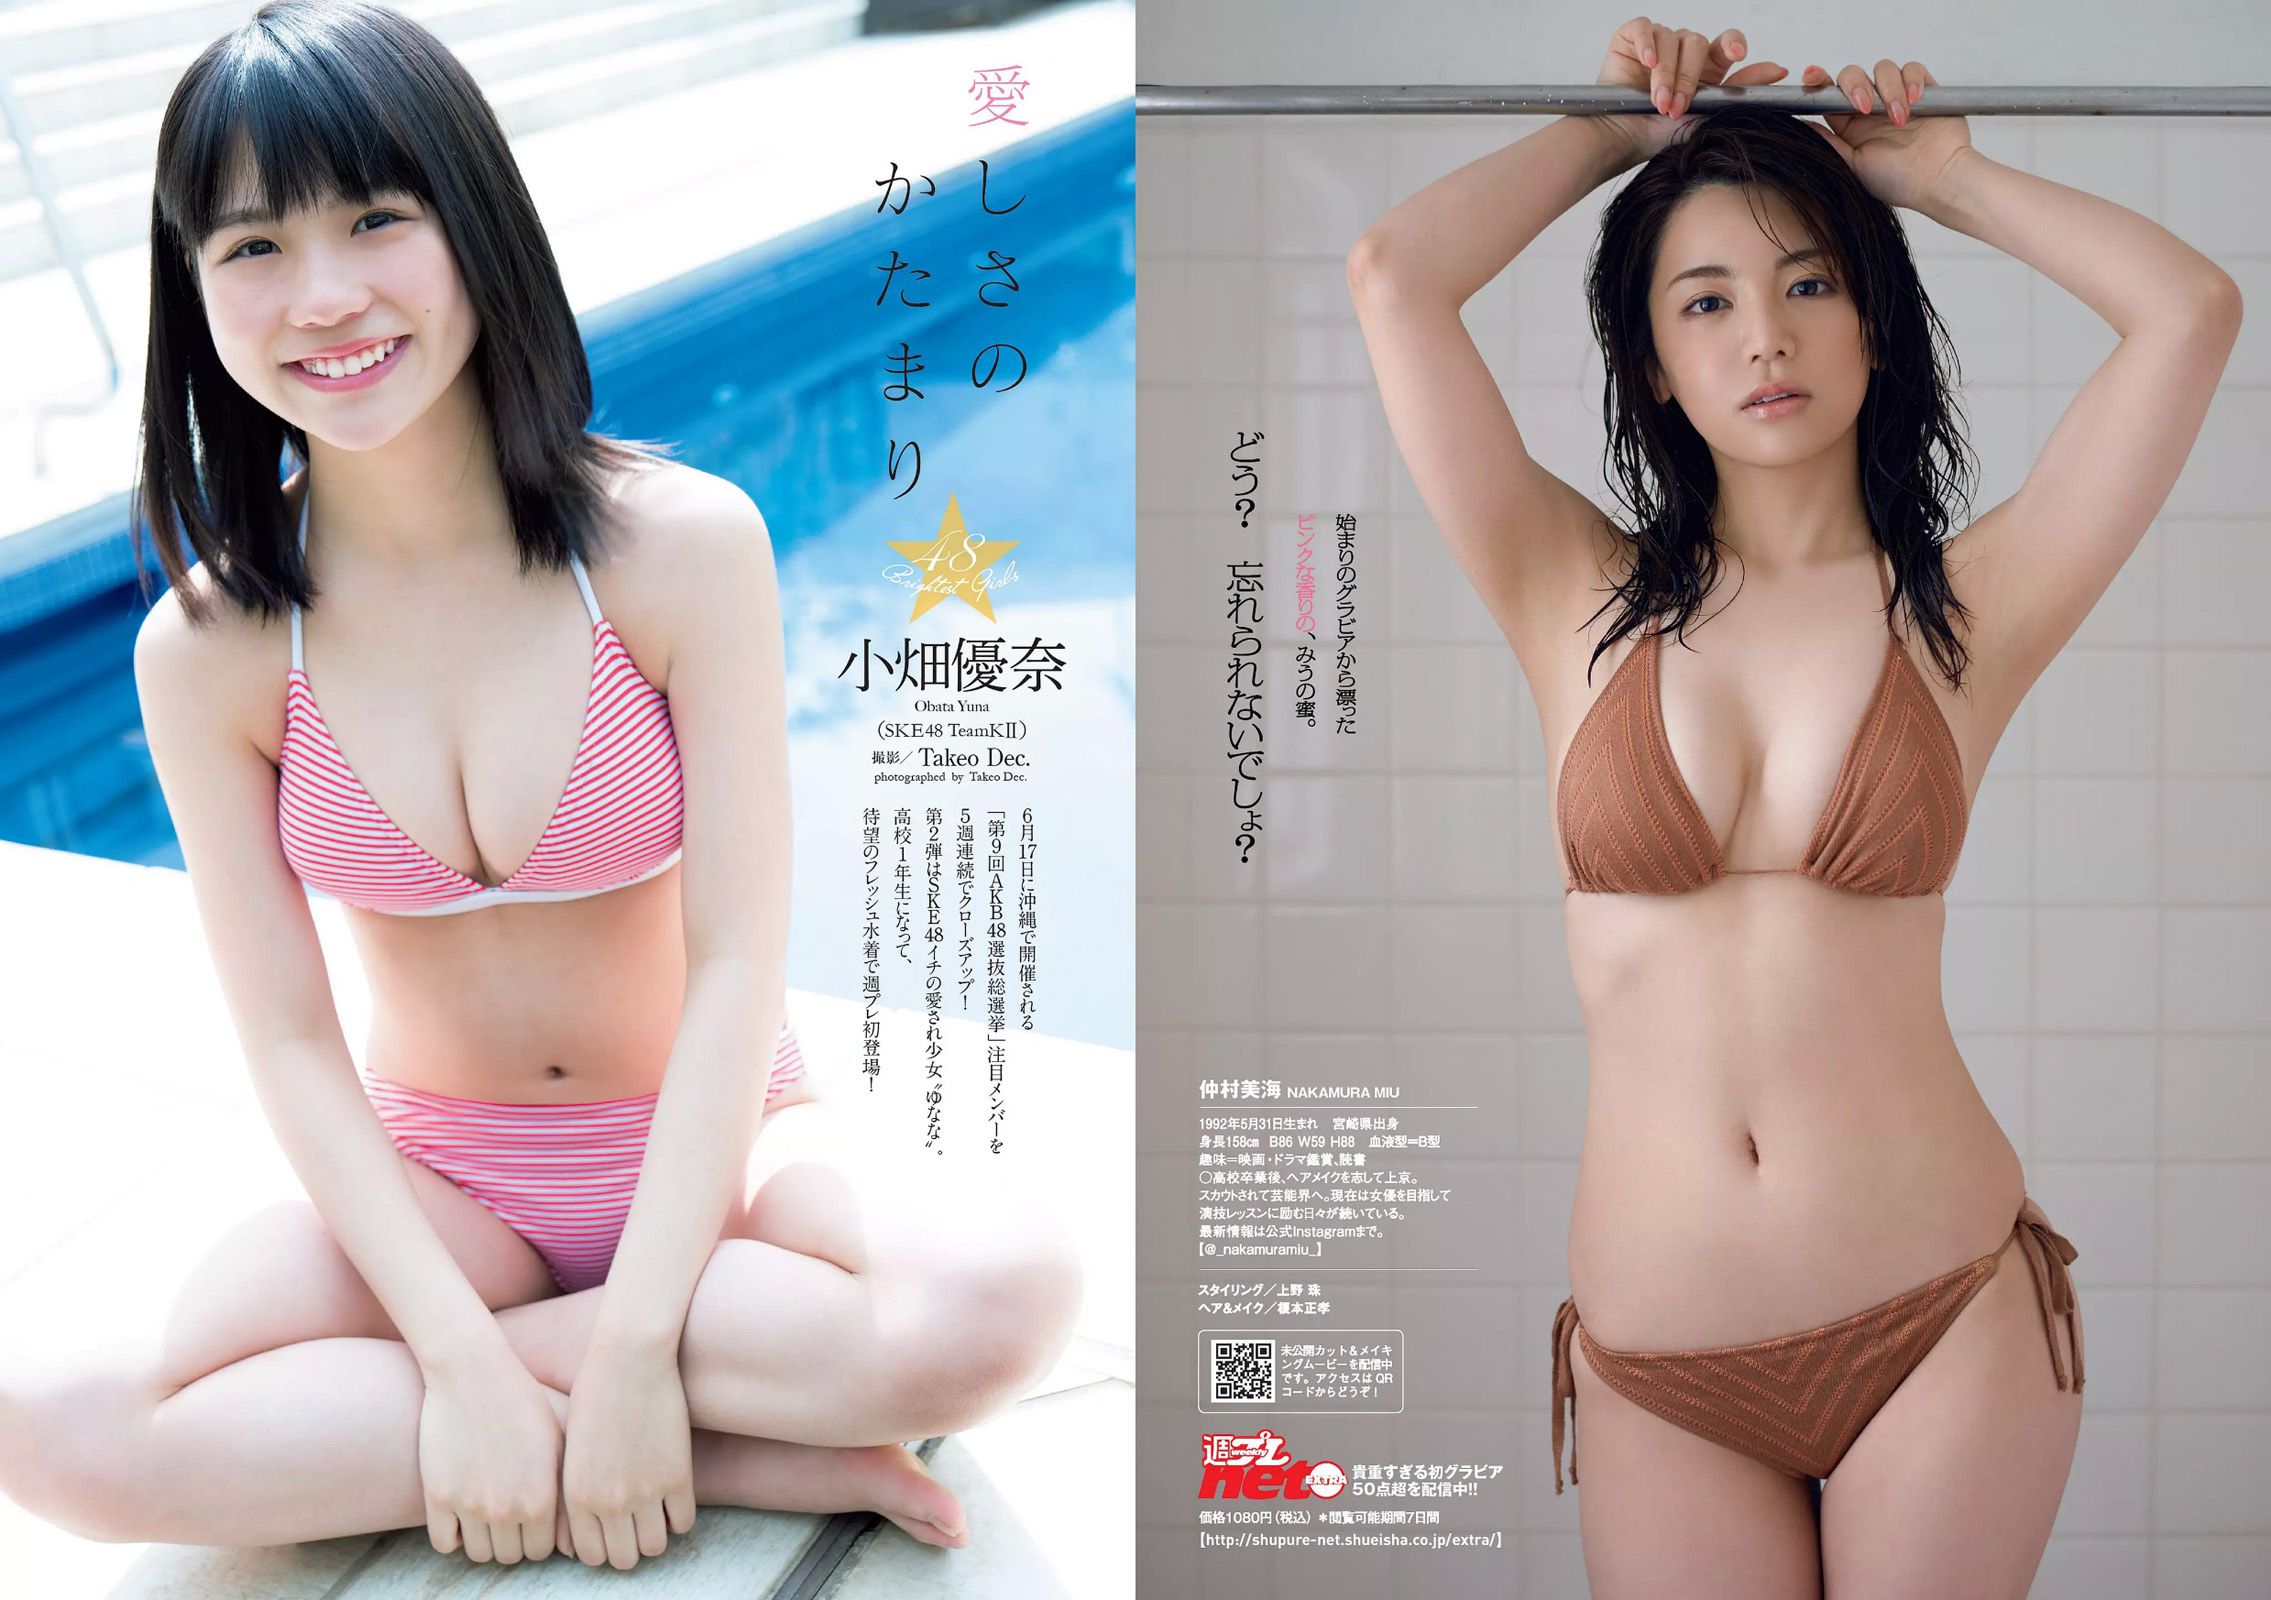 愛しさの
かたまり
48
Brightest Girls
小畑優奈
Obata Yuna
（SKE48 TeamKⅡ）
撮影／Takeo Dec.
photographed by Takeo Dec.
6月17日に沖縄で開催される
「第9回AKB48選抜総選挙」注目メンバーを
5週連続でクローズアップ！
第2弾はSKE48イチの愛され少女〝ゆなな〟。
高校1年生になって、
待望のフレッシュ水着で週プレ初登場！
始まりのグラビアから漂った
ピンクな香りの、みうの蜜。
どう？ 忘れられないでしょ？
仲村美海 NAKAMURA MIU
1992年5月31日生まれ 宮崎県出身
身長158㎝ B86 W59 H88 血液型＝B型
趣味＝映画・ドラマ鑑賞、読書
○高校卒業後、ヘアメイクを志して上京。
スカウトされて芸能界へ。現在は女優を目指して
演技レッスンに励む日々が続いている。
最新情報は公式Instagramまで。
【@_nakamuramiu_】
スタイリング／上野 珠
ヘア&メイク／榎本正孝
未公開カット＆メイキ
ングムービーを配信中
です。アクセスはQR
コードからどうぞ！
週プレ
weekly
net
EXTRA
貴重すぎる初グラビア
50点超を配信中!!
価格1080円（税込） ＊閲覧可能期間7日間
【http://shupure-net.shueisha.co.jp/extra/】